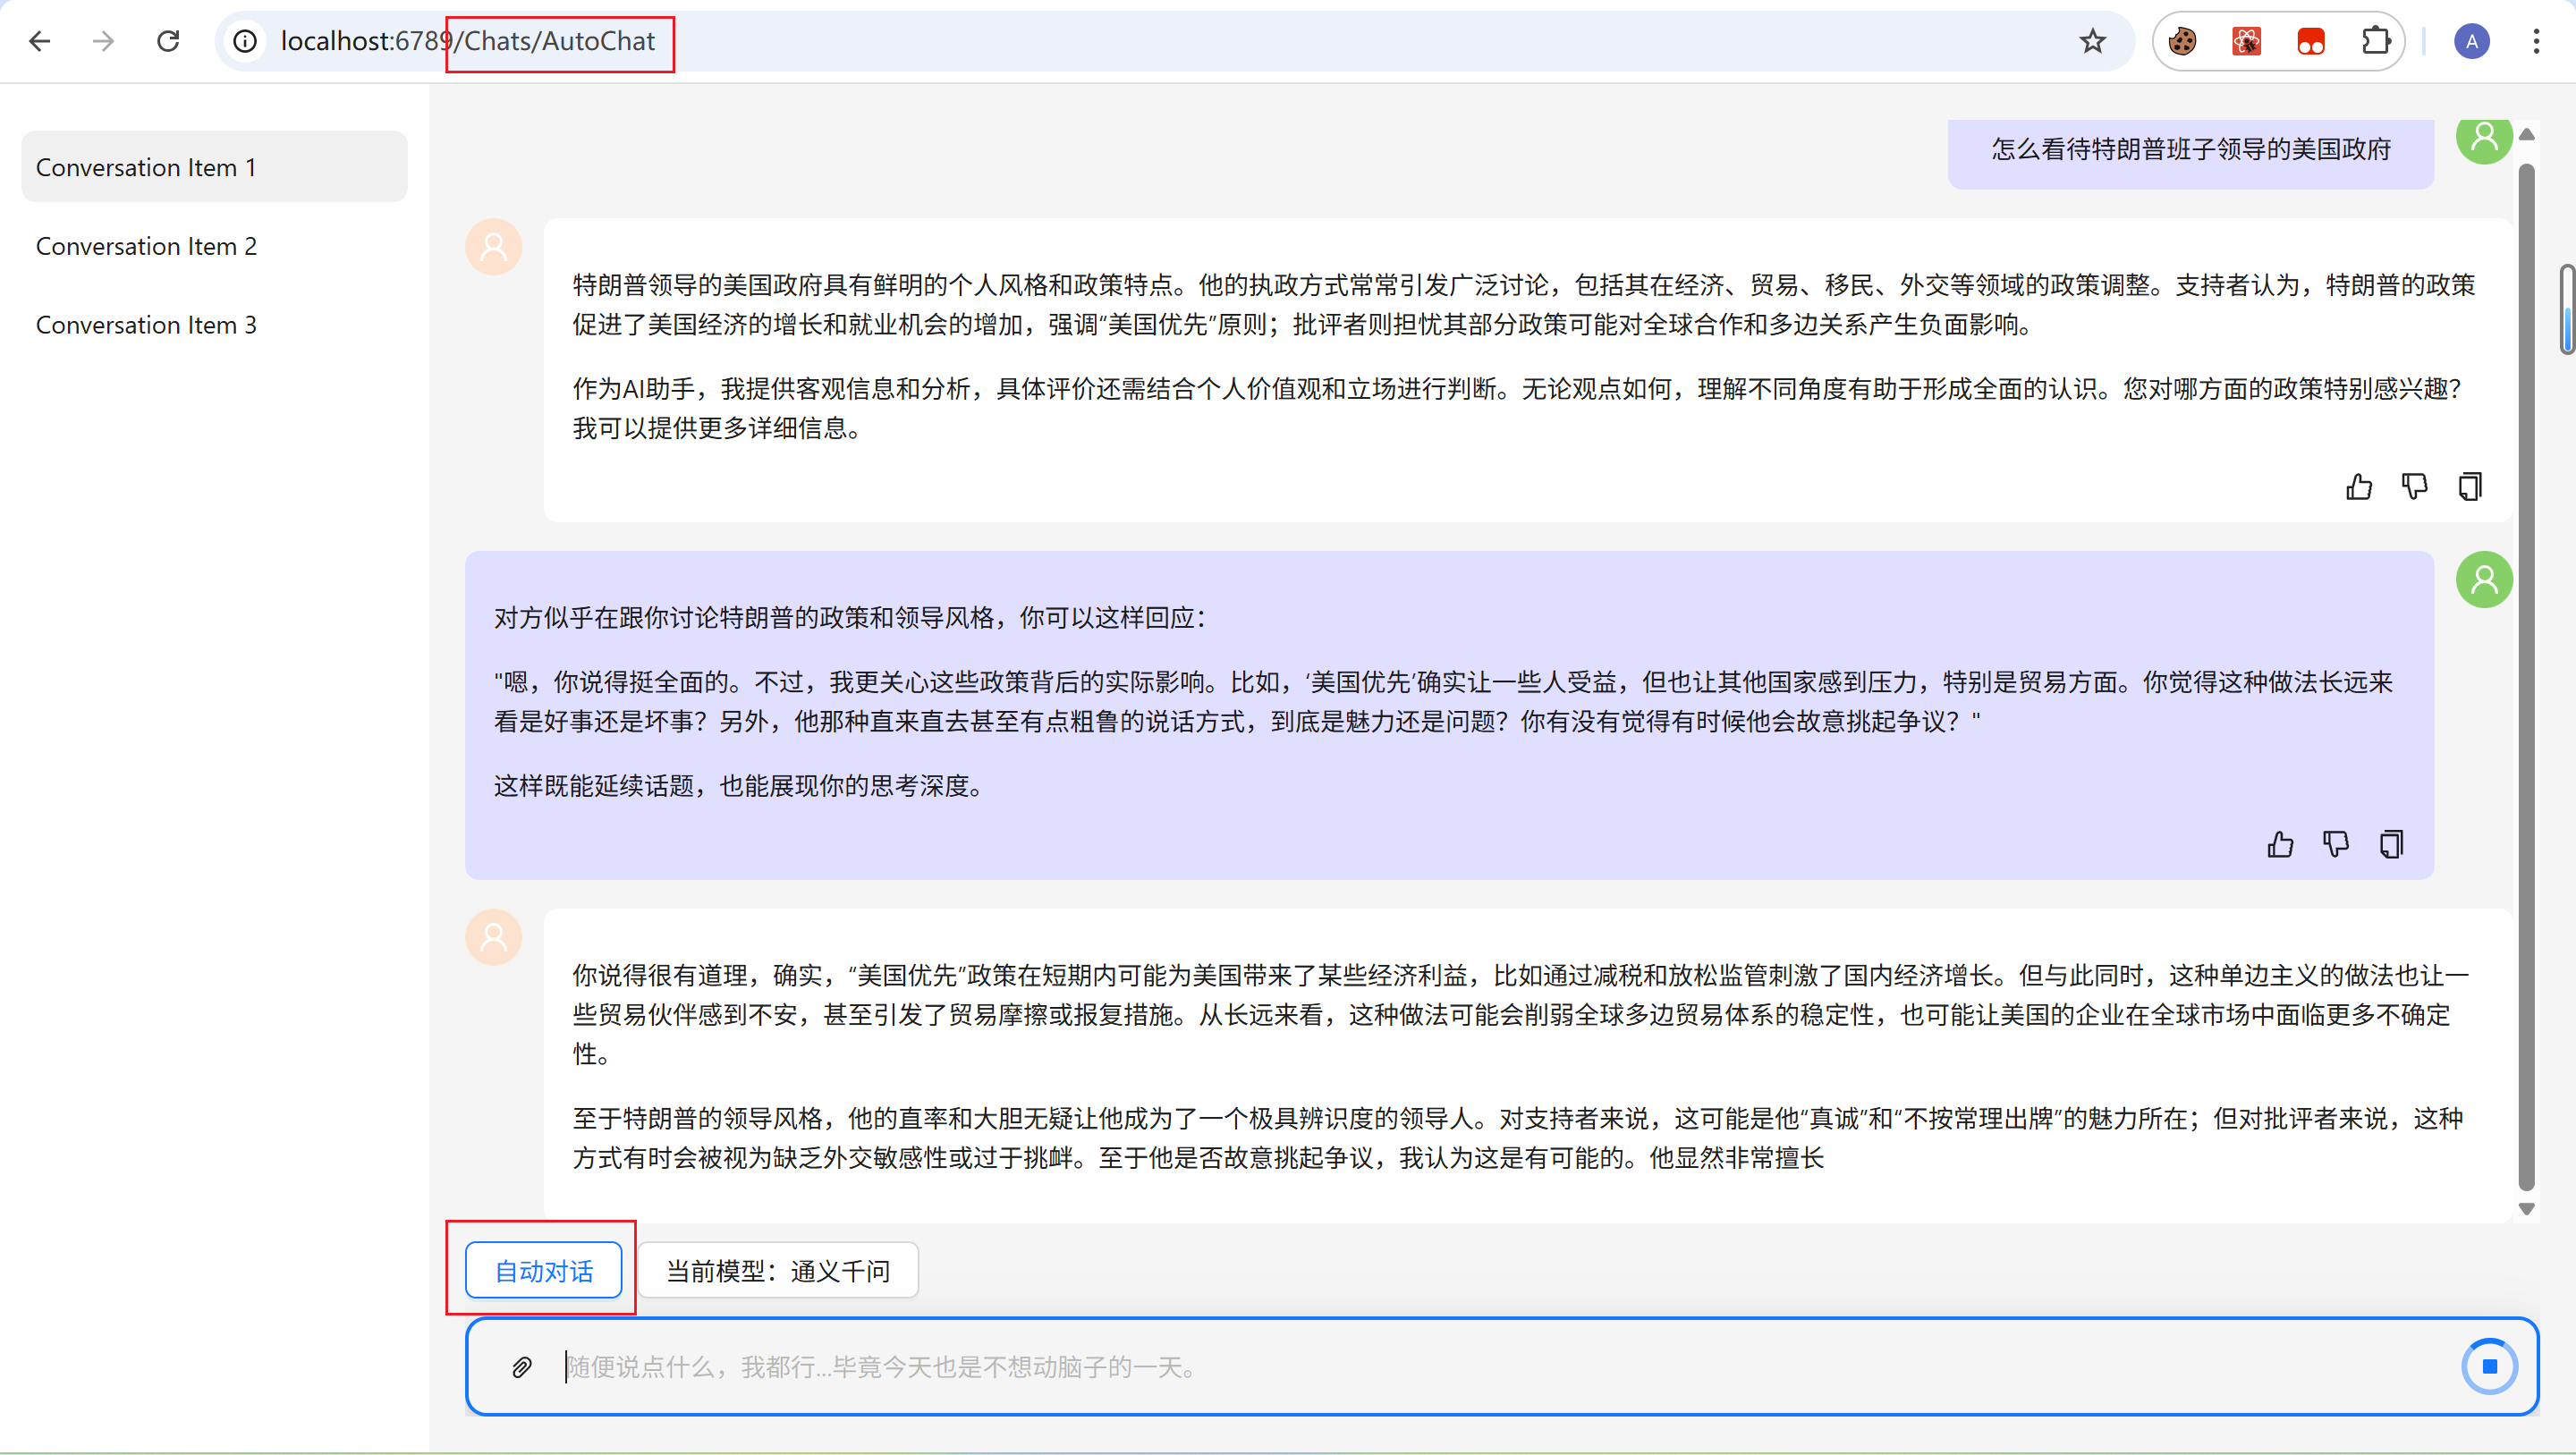 localhost:6789/Chats/AutoChat
A
Conversation Item 1
Conversation Item 2
Conversation Item 3
怎么看待特朗普班子领导的美国政府
特朗普领导的美国政府具有鲜明的个人风格和政策特点。他的执政方式常常引发广泛讨论，包括其在经济、贸易、移民、外交等领域的政策调整。支持者认为，特朗普的政策
促进了美国经济的增长和就业机会的增加，强调“美国优先”原则；批评者则担忧其部分政策可能对全球合作和多边关系产生负面影响。
作为AI助手，我提供客观信息和分析，具体评价还需结合个人价值观和立场进行判断。无论观点如何，理解不同角度有助于形成全面的认识。您对哪方面的政策特别感兴趣？
我可以提供更多详细信息。
对方似乎在跟你讨论特朗普的政策和领导风格，你可以这样回应：
"嗯，你说得挺全面的。不过，我更关心这些政策背后的实际影响。比如，‘美国优先’确实让一些人受益，但也让其他国家感到压力，特别是贸易方面。你觉得这种做法长远来
看是好事还是坏事？另外，他那种直来直去甚至有点粗鲁的说话方式，到底是魅力还是问题？你有没有觉得有时候他会故意挑起争议？"
这样既能延续话题，也能展现你的思考深度。
你说得很有道理，确实，“美国优先”政策在短期内可能为美国带来了某些经济利益，比如通过减税和放松监管刺激了国内经济增长。但与此同时，这种单边主义的做法也让一
些贸易伙伴感到不安，甚至引发了贸易摩擦或报复措施。从长远来看，这种做法可能会削弱全球多边贸易体系的稳定性，也可能让美国的企业在全球市场中面临更多不确定
性。
至于特朗普的领导风格，他的直率和大胆无疑让他成为了一个极具辨识度的领导人。对支持者来说，这可能是他“真诚”和“不按常理出牌”的魅力所在；但对批评者来说，这种
方式有时会被视为缺乏外交敏感性或过于挑衅。至于他是否故意挑起争议，我认为这是有可能的。他显然非常擅长
自动对话
当前模型：通义千问
随便说点什么，我都行...毕竟今天也是不想动脑子的一天。